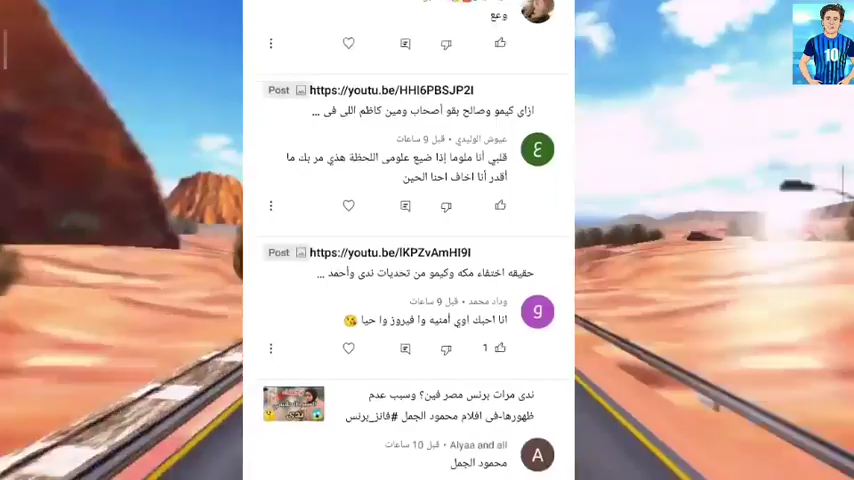 وعع
Post https://youtu.be/HHI6PBSJP2I
ازاي كيمو وصالح بقو أصحاب ومين كاظم اللى فى ...
عيوش الوليدي • قبل 9 ساعات
قلبي أنا ملوما إذا ضيع علومى اللحظة هذي مر بك ما
أقدر أنا اخاف احنا الحين
ع
Post https://youtu.be/lKPZvAmHI9I
حقيقه اختفاء مكه وكيمو من تحديات ندى وأحمد ...
وداد محمد • قبل 9 ساعات
انا احبك اوي أمنيه وا فيروز وا حيا 😘
و
1
ندى مرات برنس مصر فين؟ وسبب عدم
ظهورها-فى افلام محمود الجمل #فانز_برنس
ندى
Alyaa and ali • قبل 10 ساعات
محمود الجمل
A
10